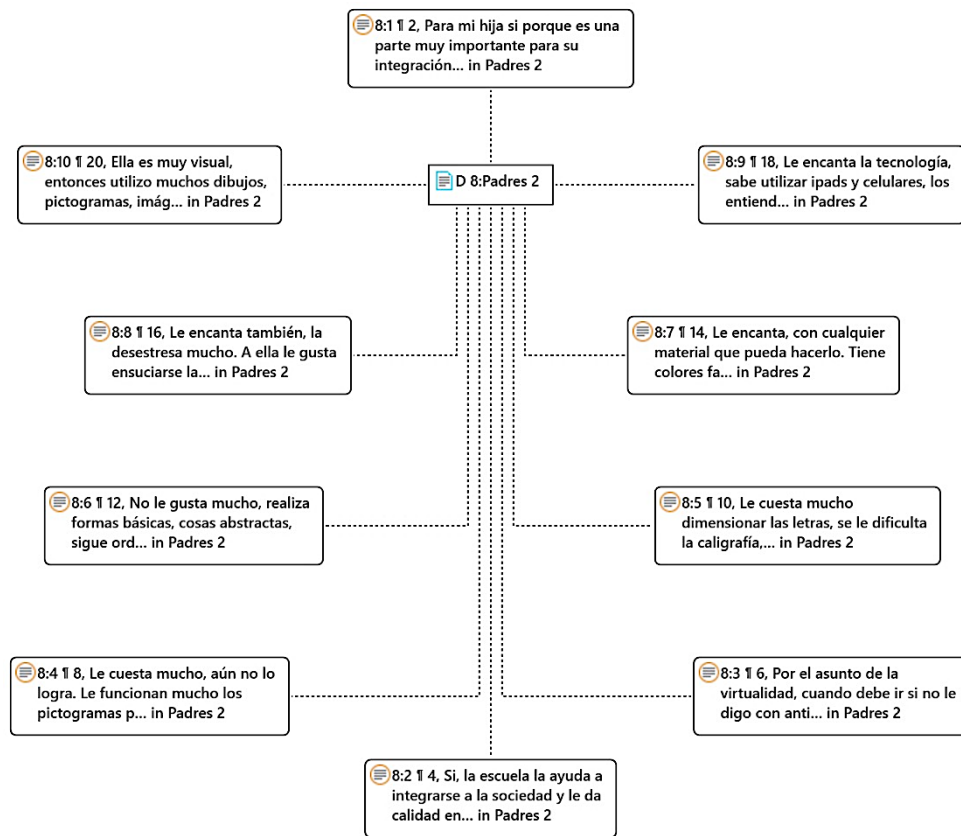 8:1 ¶ 2, Para mi hija si porque es una
parte muy importante para su
integración... in Padres 2
8:10 ¶ 20, Ella es muy visual,
entonces utilizo muchos dibujos,
pictogramas, imág... in Padres 2
D 8:Padres 2
8:9 ¶ 18, Le encanta la tecnología,
sabe utilizar ipads y celulares, los
entiend... in Padres 2
8:8 ¶ 16, Le encanta también, la
desestresa mucho. A ella le gusta
ensuciarse la... in Padres 2
8:7 ¶ 14, Le encanta, con cualquier
material que pueda hacerlo. Tiene
colores fa... in Padres 2
8:6 ¶ 12, No le gusta mucho, realiza
formas básicas, cosas abstractas,
sigue ord... in Padres 2
8:5 ¶ 10, Le cuesta mucho
dimensionar las letras, se le dificulta
la caligrafía,... in Padres 2
8:4 ¶ 8, Le cuesta mucho, aún no lo
logra. Le funcionan mucho los
pictogramas p... in Padres 2
8:3 ¶ 6, Por el asunto de la
virtualidad, cuando debe ir si no le
digo con anti... in Padres 2
8:2 ¶ 4, Si, la escuela la ayuda a
integrarse a la sociedad y le da
calidad en... in Padres 2